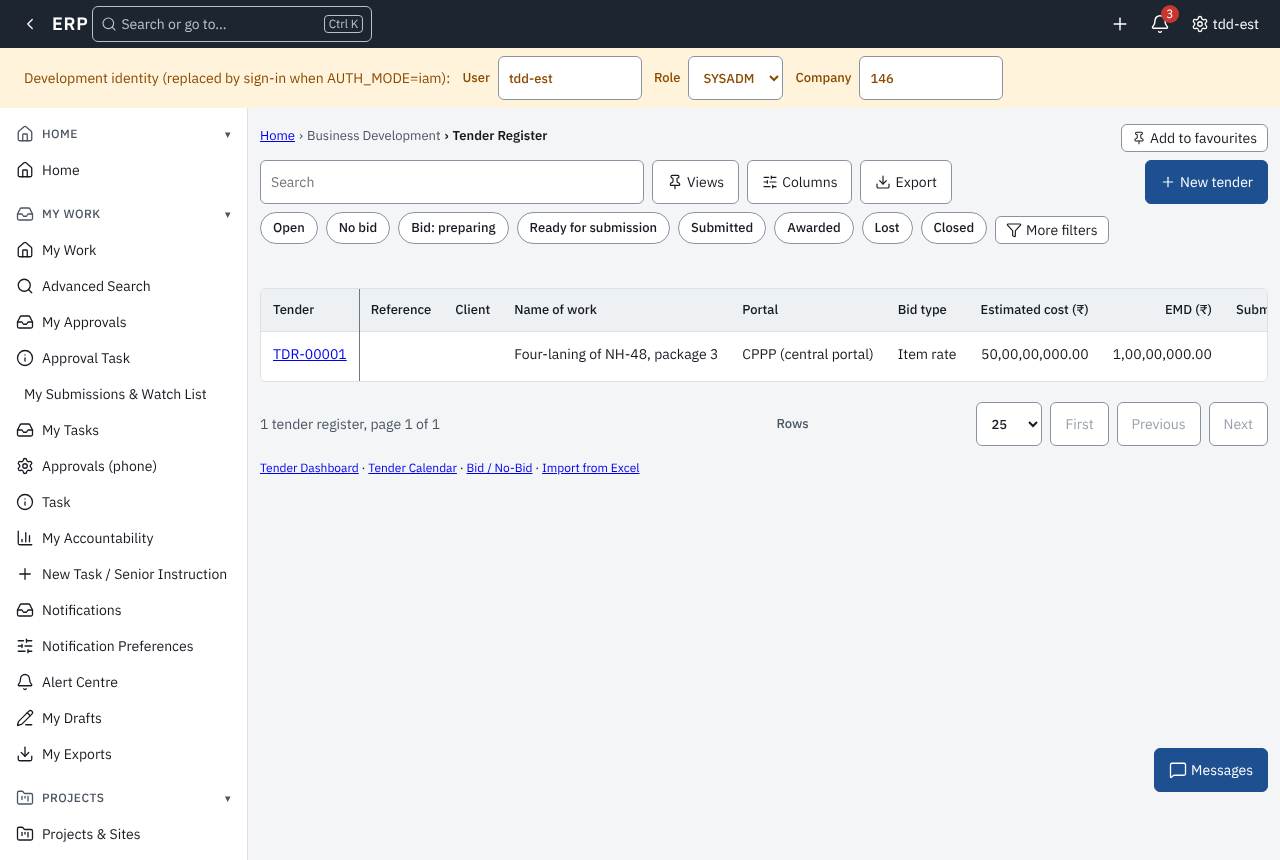 ERP
Search or go to...
Ctrl K
3
tdd-est
Development identity (replaced by sign-in when AUTH_MODE=iam):
User
tdd-est
Role
SYSADM
Company
146
HOME
Home
MY WORK
My Work
Advanced Search
My Approvals
Approval Task
My Submissions & Watch List
My Tasks
Approvals (phone)
Task
My Accountability
New Task / Senior Instruction
Notifications
Notification Preferences
Alert Centre
My Drafts
My Exports
PROJECTS
Projects & Sites
Home › Business Development › Tender Register
Add to favourites
Search
Views
Columns
Export
New tender
Open
No bid
Bid: preparing
Ready for submission
Submitted
Awarded
Lost
Closed
More filters
Tender Reference Client Name of work Portal Bid type Estimated cost (₹) EMD (₹) Subm
TDR-00001 Four-laning of NH-48, package 3 CPPP (central portal) Item rate 50,00,00,000.00 1,00,00,000.00
1 tender register, page 1 of 1
Rows
25
First
Previous
Next
Tender Dashboard · Tender Calendar · Bid / No-Bid · Import from Excel
Messages